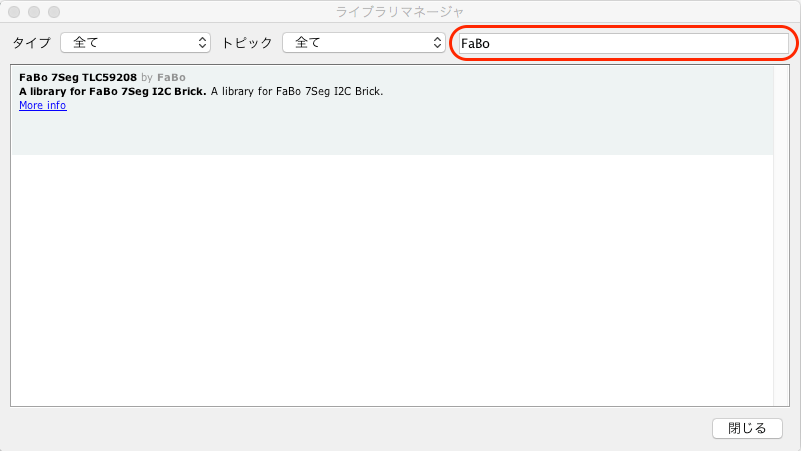 ライブラリマネージャ
タイプ 全て トピック 全て FaBo
FaBo 7Seg TLC59208 by FaBo
A library for FaBo 7Seg I2C Brick. A library for FaBo 7Seg I2C Brick.
More info
閉じる